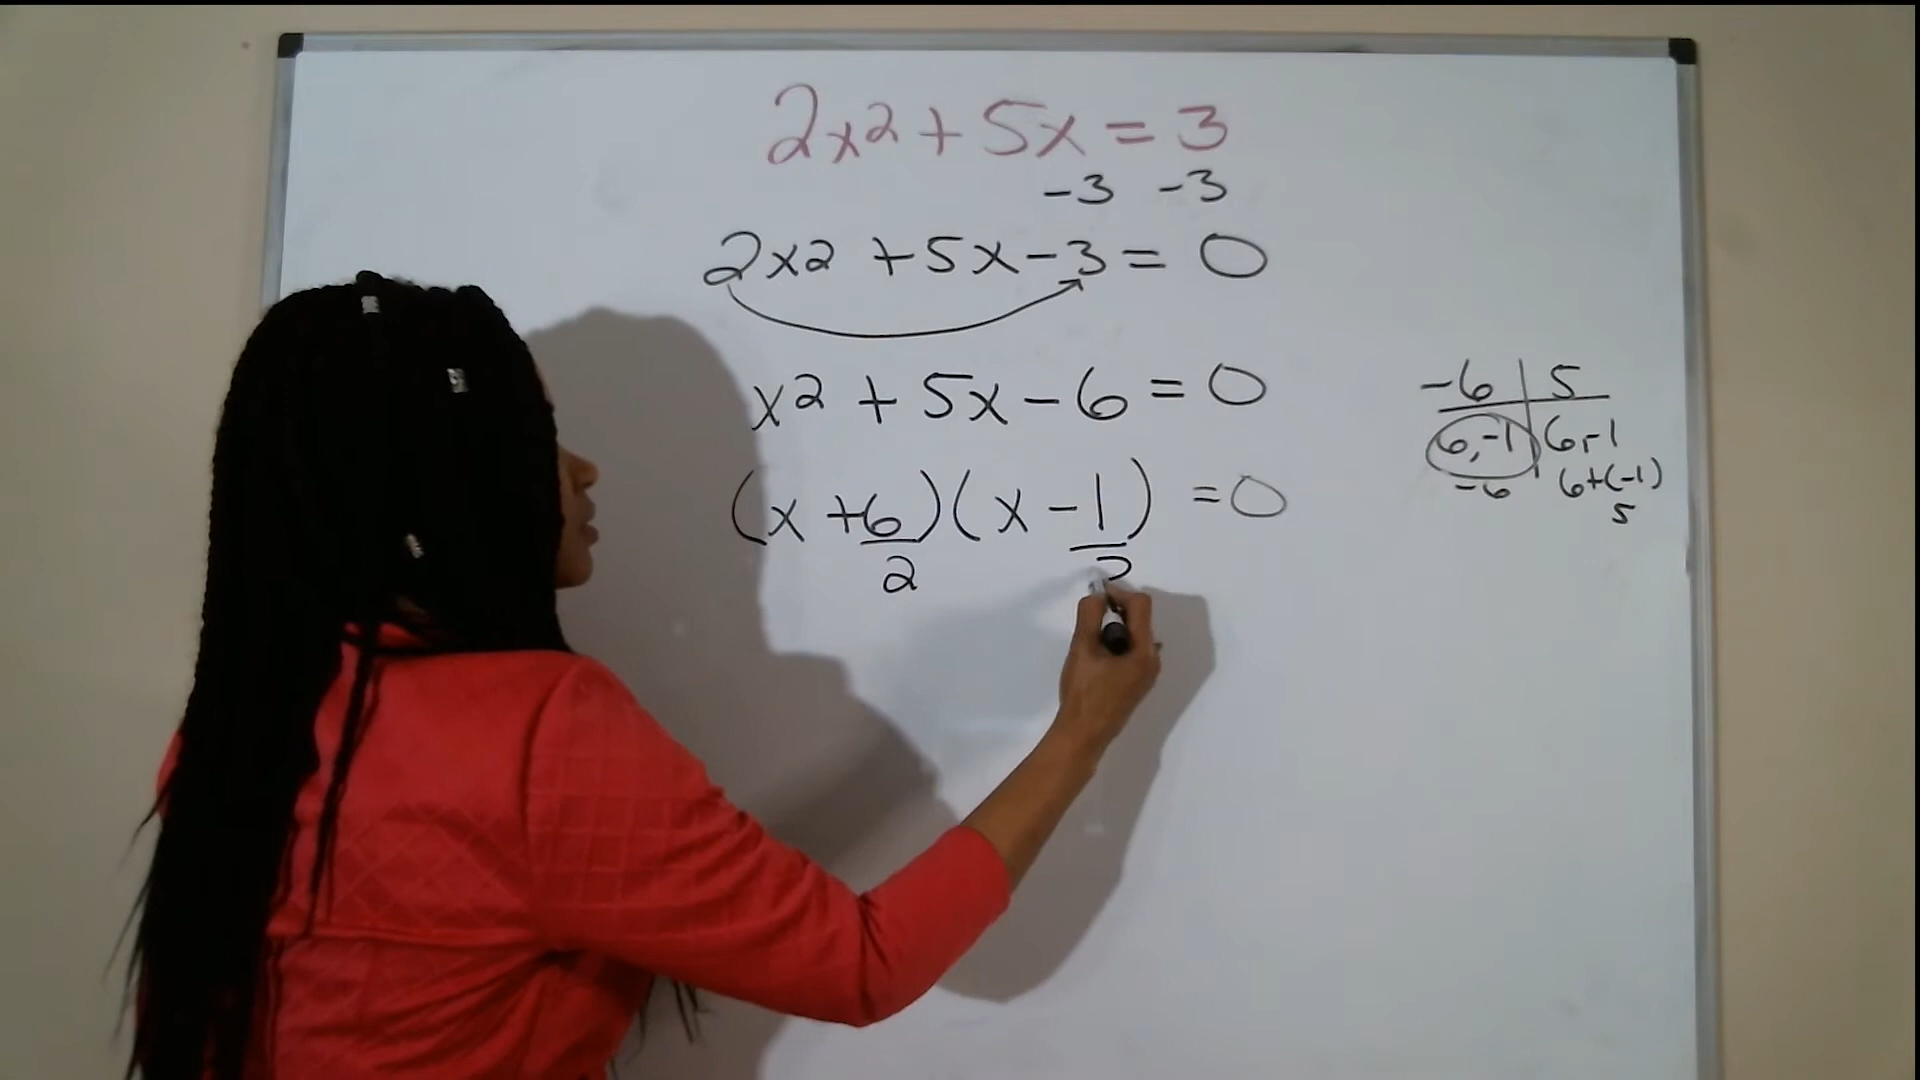 2x2 + 5x = 3
-3 -3
2x2 + 5x - 3 = 0
x2 + 5x - 6 = 0
(x + 6/2)(x - 1/2) = 0
-6 | 5
6, -1 | 6, -1
-6 | 6+(-1)
5